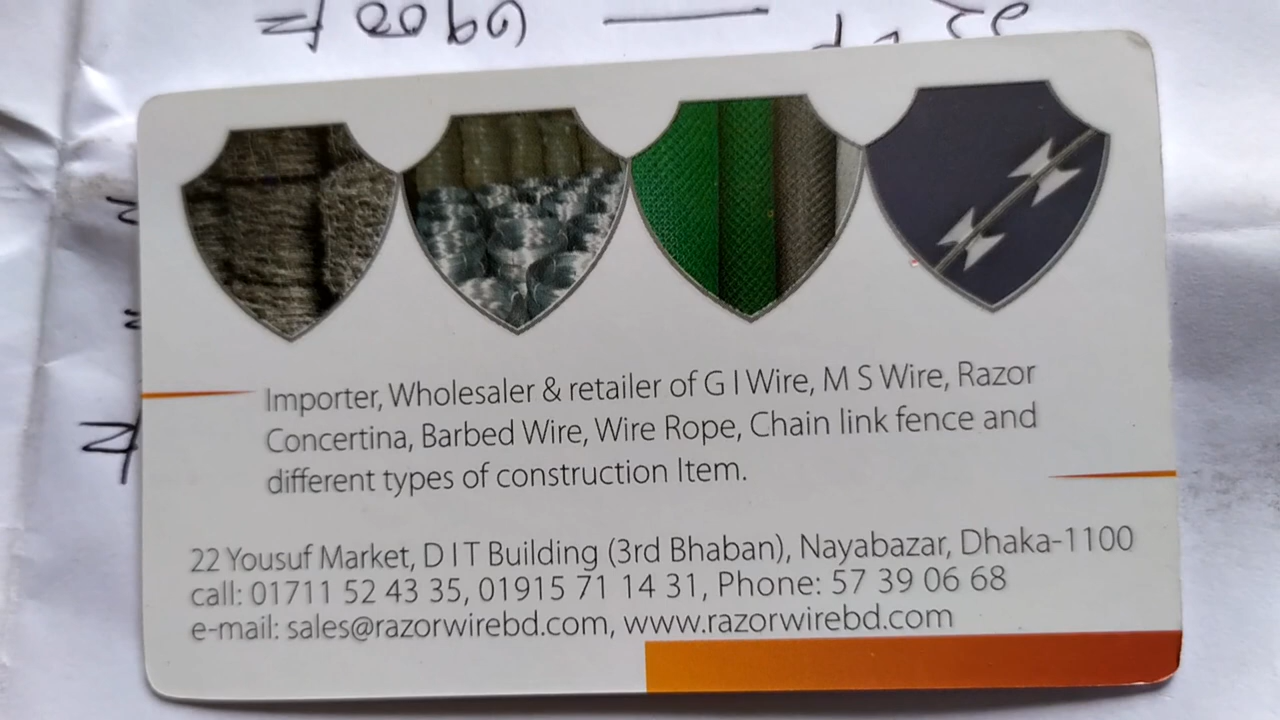 Importer, Wholesaler & retailer of G I Wire, M S Wire, Razor
Concertina, Barbed Wire, Wire Rope, Chain link fence and
different types of construction Item.
22 Yousuf Market, D I T Building (3rd Bhaban), Nayabazar, Dhaka-1100
call: 01711 52 43 35, 01915 71 14 31, Phone: 57 39 06 68
e-mail: sales@razorwirebd.com, www.razorwirebd.com